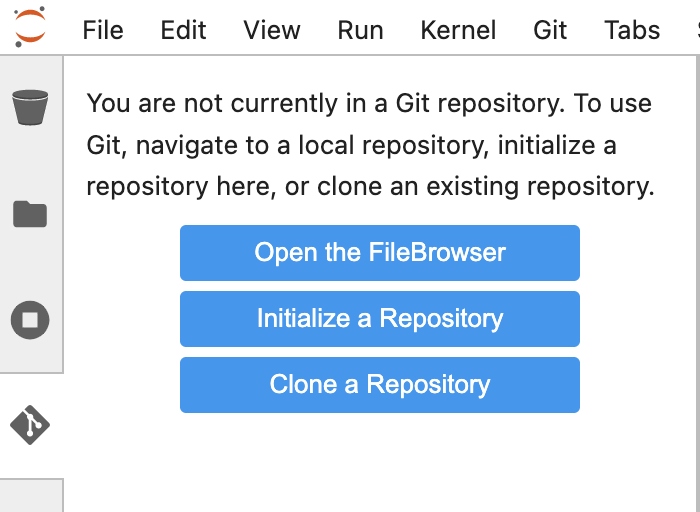 File Edit View Run Kernel Git Tabs
You are not currently in a Git repository. To use
Git, navigate to a local repository, initialize a
repository here, or clone an existing repository.
Open the FileBrowser
Initialize a Repository
Clone a Repository